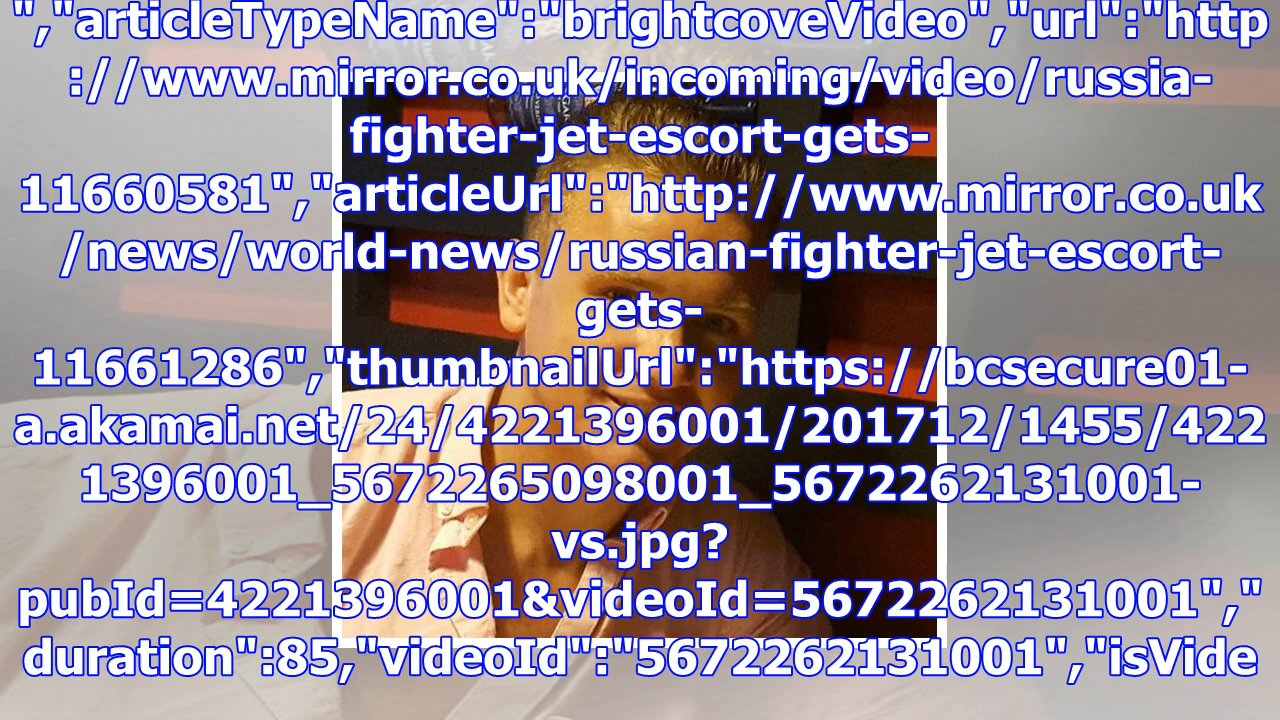 ","articleTypeName":"brightcoveVideo","url":"http
://www.mirror.co.uk/incoming/video/russia-
fighter-jet-escort-gets-
11660581","articleUrl":"http://www.mirror.co.uk
/news/world-news/russian-fighter-jet-escort-
gets-
11661286","thumbnailUrl":"https://bcsecure01-
a.akamai.net/24/4221396001/201712/1455/422
1396001_5672265098001_5672262131001-
vs.jpg?
pubId=4221396001&videoId=5672262131001","
duration":85,"videoId":"5672262131001","isVide